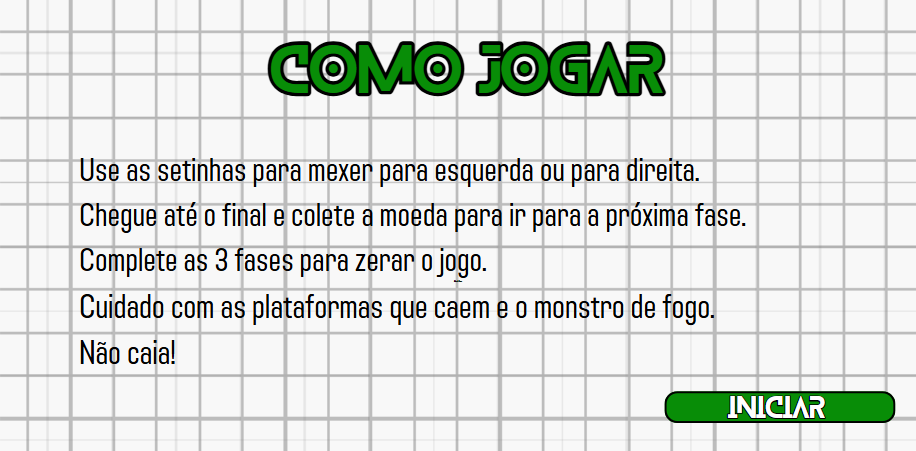 COMO JOGAR
Use as setinhas para mexer para esquerda ou para direita.
Chegue até o final e colete a moeda para ir para a próxima fase.
Complete as 3 fases para zerar o jogo.
Cuidado com as plataformas que caem e o monstro de fogo.
Não caia!
INICIAR